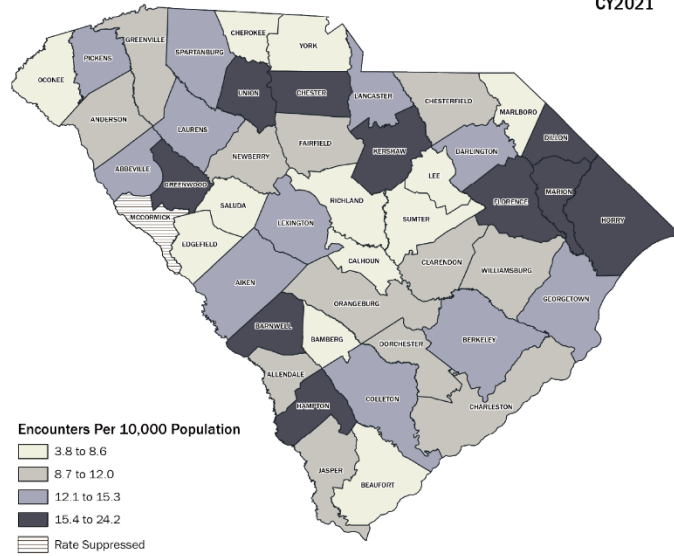 CY2021
CHEROKEE
GREENVILLE
SPARTANBURG
YORK
PICKENS
OCONEE
UNION
CHESTER
LANCASTER
CHESTERFIELD
MARLBORO
ANDERSON
LAURENS
DILLON
FAIRFIELD
KERSHAW
DARLINGTON
NEWBERRY
ABBEVILLE
LEE
GREENWOOD
MARION
FLORENCE
RICHLAND
SALUDA
MCCORMICK
SUMTER
HORRY
LEXINGTON
EDGEFIELD
CALHOUN
CLARENDON
WILLIAMSBURG
AIKEN
GEORGETOWN
ORANGEBURG
BARNWELL
BAMBERG
DORCHESTER
BERKELEY
ALLENDALE
COLLETON
HAMPTON
CHARLESTON
JASPER
BEAUFORT
Encounters Per 10,000 Population
3.8 to 8.6
8.7 to 12.0
12.1 to 15.3
15.4 to 24.2
Rate Suppressed